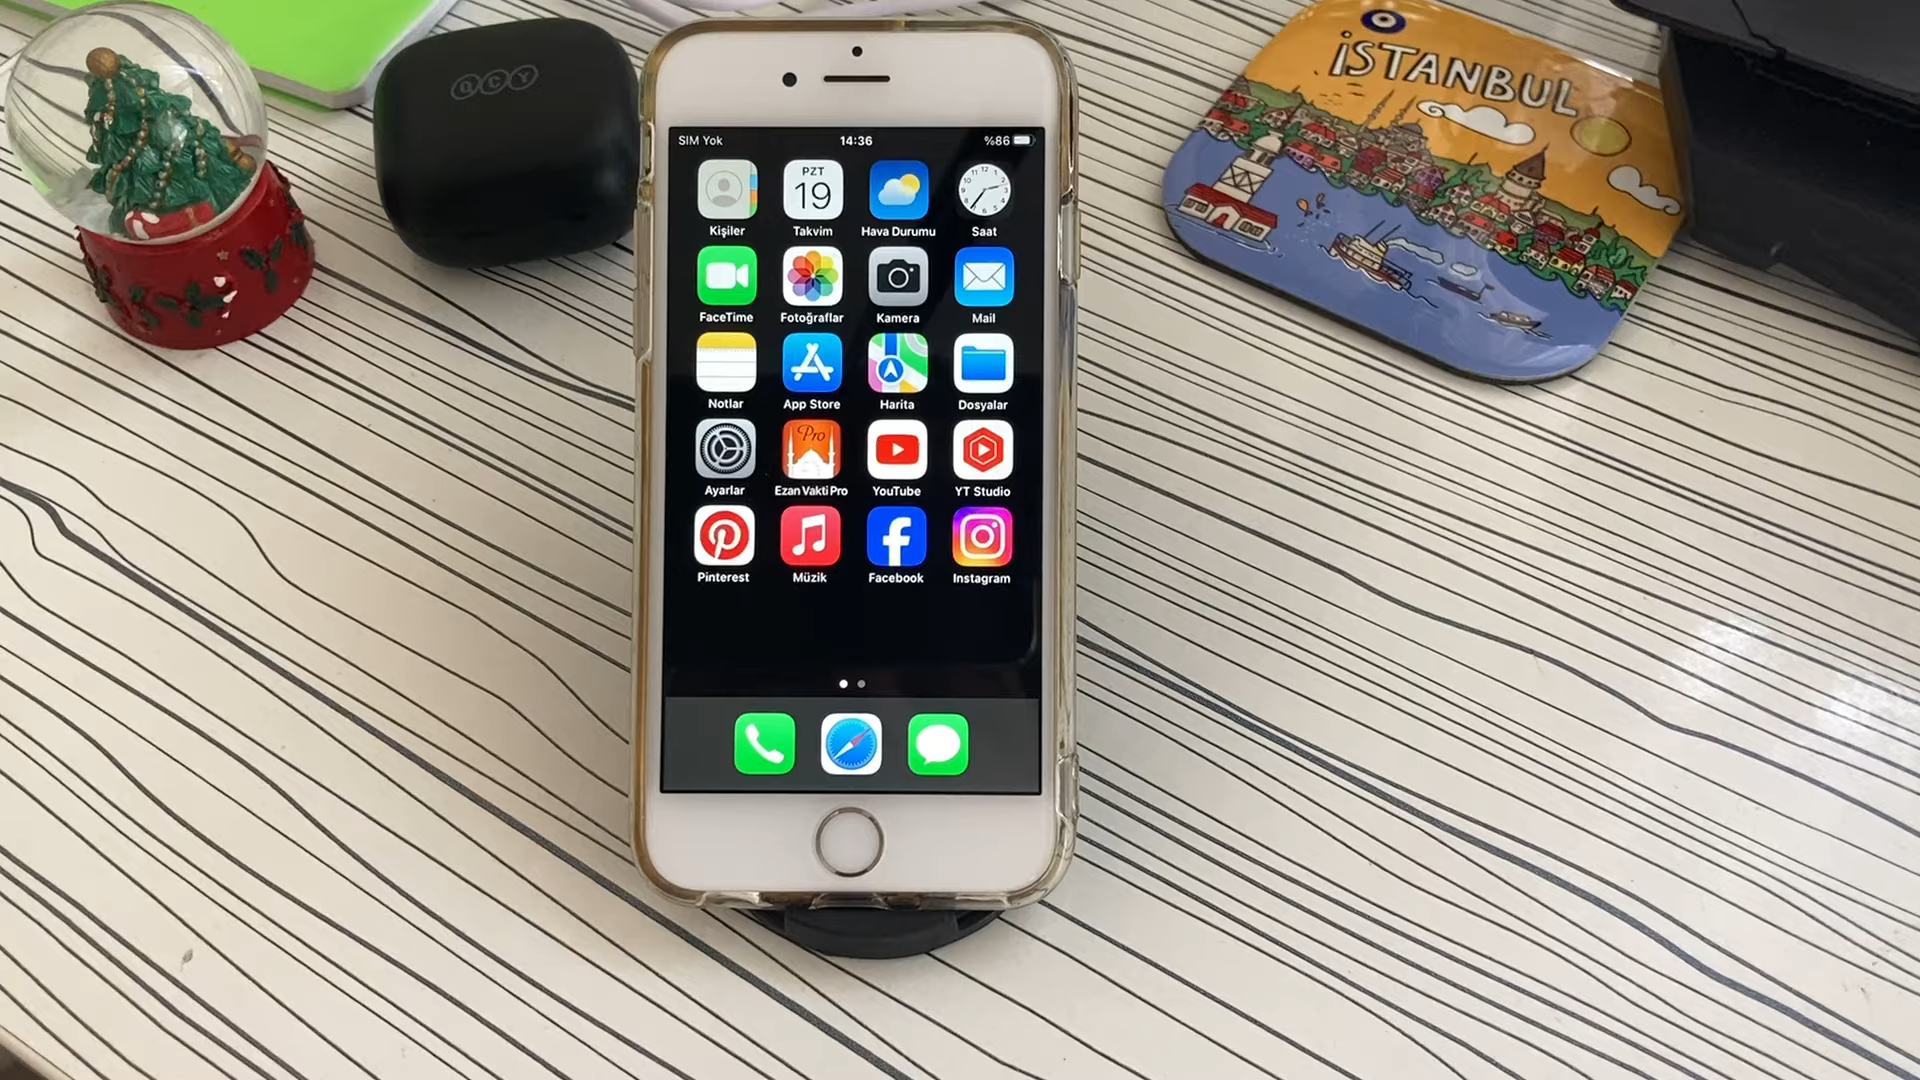 QCY
İSTANBUL
SIM Yok 14:36 %86
PZT
19
Kişiler Takvim Hava Durumu Saat
FaceTime Fotoğraflar Kamera Mail
Notlar App Store Harita Dosyalar
Pro
Ayarlar Ezan Vakti Pro YouTube YT Studio
Pinterest Müzik Facebook Instagram